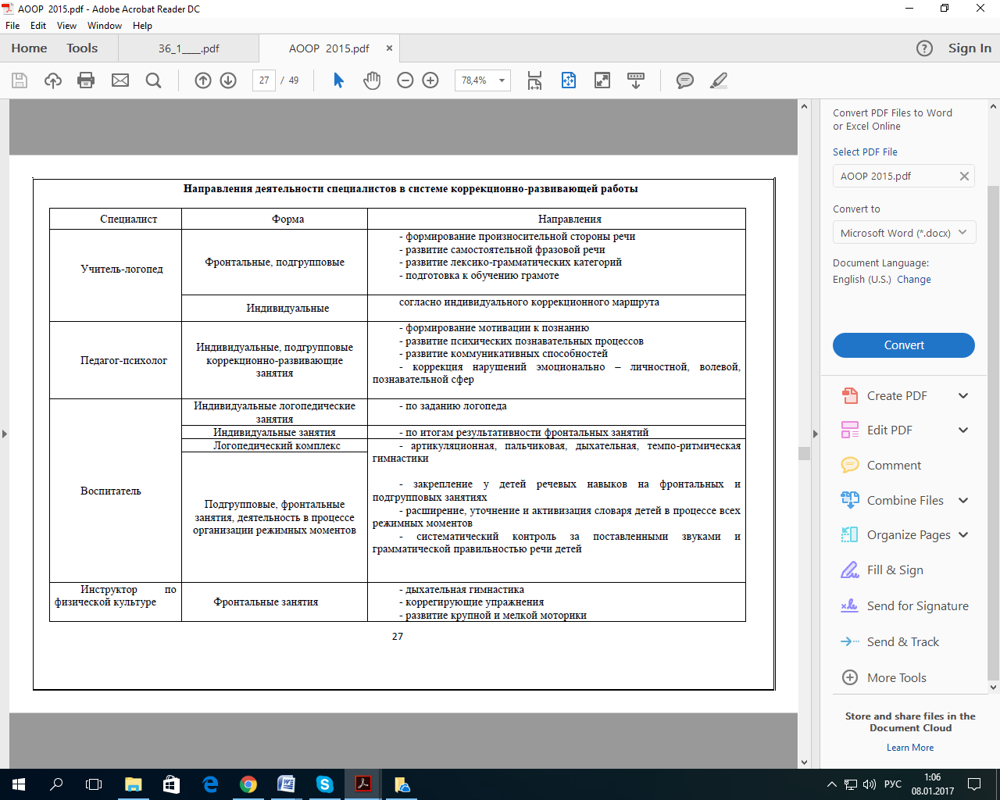 AOOP 2015.pdf - Adobe Acrobat Reader DC
File Edit View Window Help
Home Tools 36_1____.pdf AOOP 2015.pdf Sign In
27 / 49 78,4%
Convert PDF Files to Word
or Excel Online
Select PDF File
AOOP 2015.pdf
Convert to
Microsoft Word (*.docx)
Document Language:
English (U.S.) Change
Convert
Create PDF
Edit PDF
Comment
Combine Files
Organize Pages
Fill & Sign
Send for Signature
Send & Track
More Tools
Store and share files in the
Document Cloud
Learn More
Направления деятельности специалистов в системе коррекционно-развивающей работы
Специалист Форма Направления
Учитель-логопед
Фронтальные, подгрупповые
- формирование произносительной стороны речи
- развитие самостоятельной фразовой речи
- развитие лексико-грамматических категорий
- подготовка к обучению грамоте
Индивидуальные
согласно индивидуального коррекционного маршрута
Педагог-психолог
Индивидуальные, подгрупповые
коррекционно-развивающие
занятия
- формирование мотивации к познанию
- развитие психических познавательных процессов
- развитие коммуникативных способностей
- коррекция нарушений эмоционально – личностной, волевой,
познавательной сфер
Воспитатель
Индивидуальные логопедические
занятия
- по заданию логопеда
Индивидуальные занятия
- по итогам результативности фронтальных занятий
Логопедический комплекс
- артикуляционная, пальчиковая, дыхательная, темпо-ритмическая
гимнастики
Подгрупповые, фронтальные
занятия, деятельность в процессе
организации режимных моментов
- закрепление у детей речевых навыков на фронтальных и
подгрупповых занятиях
- расширение, уточнение и активизация словаря детей в процессе всех
режимных моментов
- систематический контроль за поставленными звуками и
грамматической правильностью речи детей
Инструктор по
физической культуре
Фронтальные занятия
- дыхательная гимнастика
- коррегирующие упражнения
- развитие крупной и мелкой моторики
27
РУС
1:06
08.01.2017